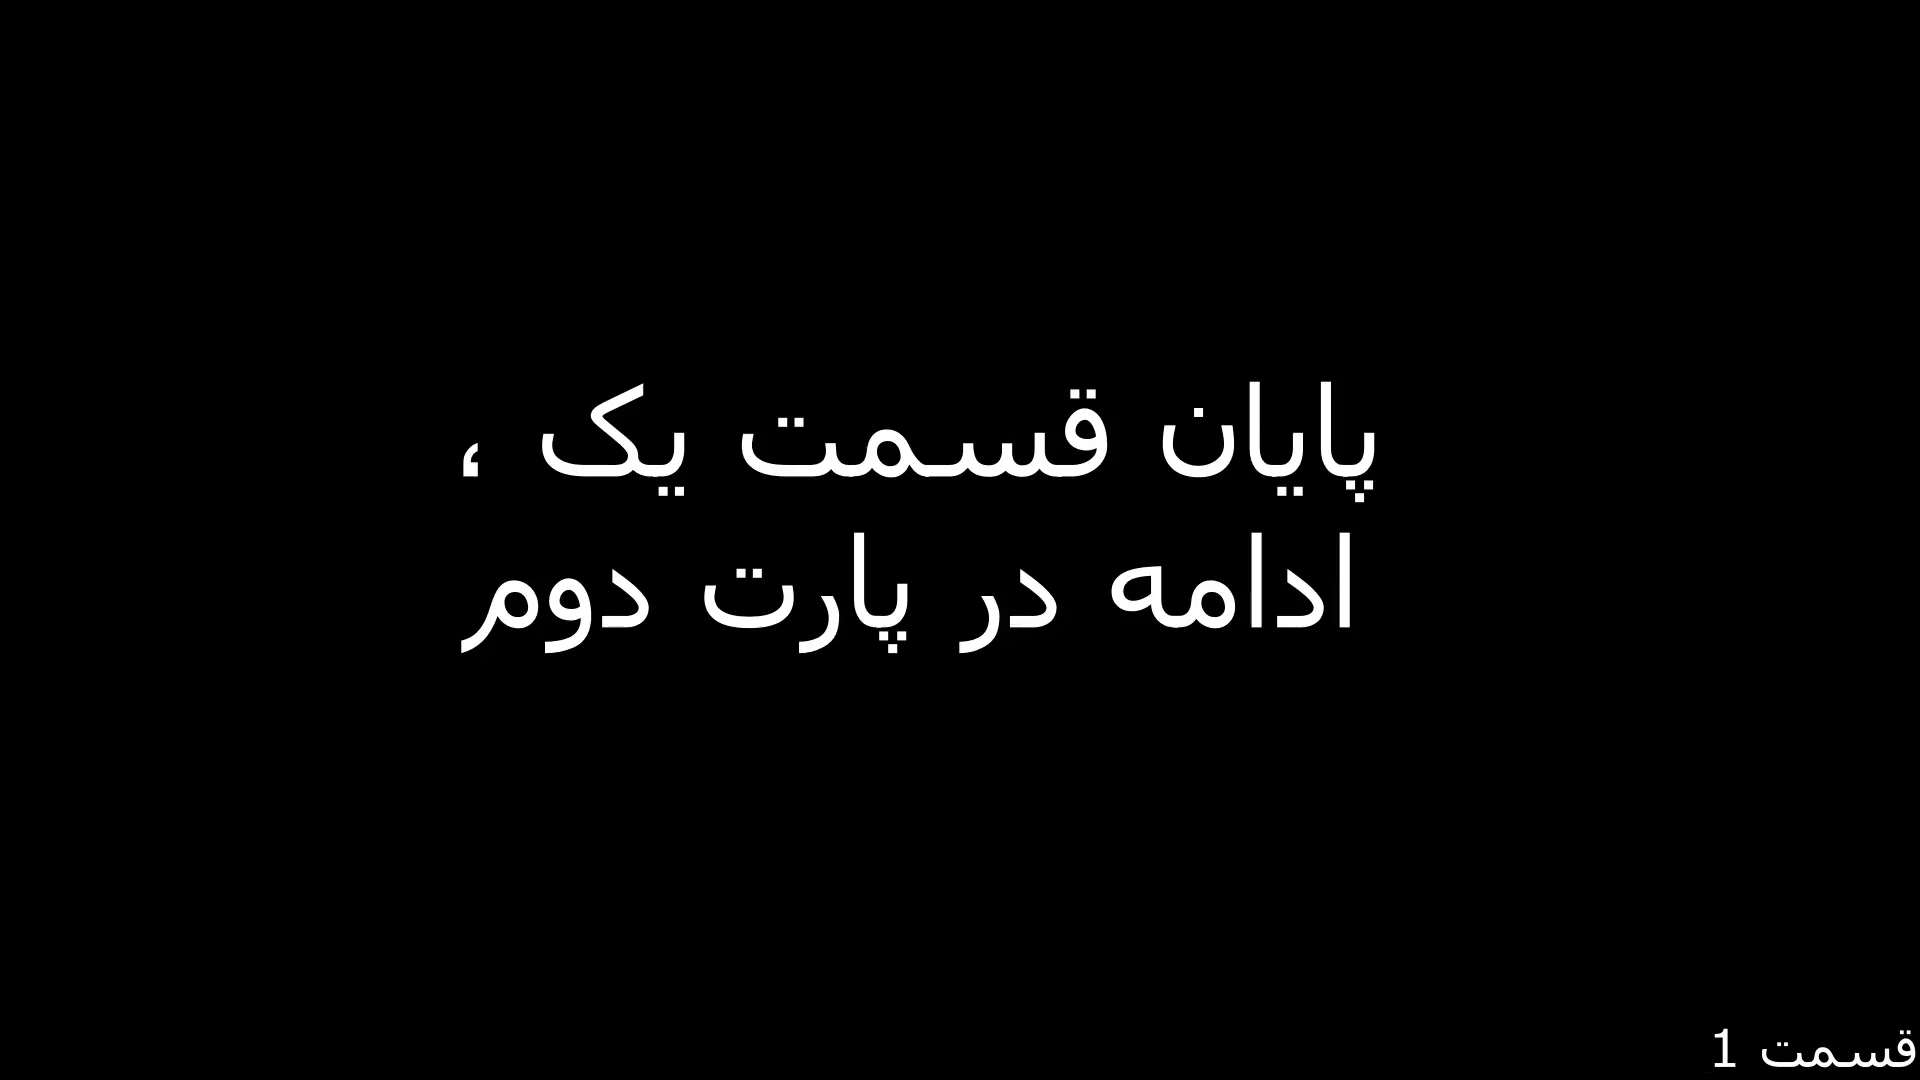 پایان قسمت یک ،
ادامه در پارت دوم
قسمت 1